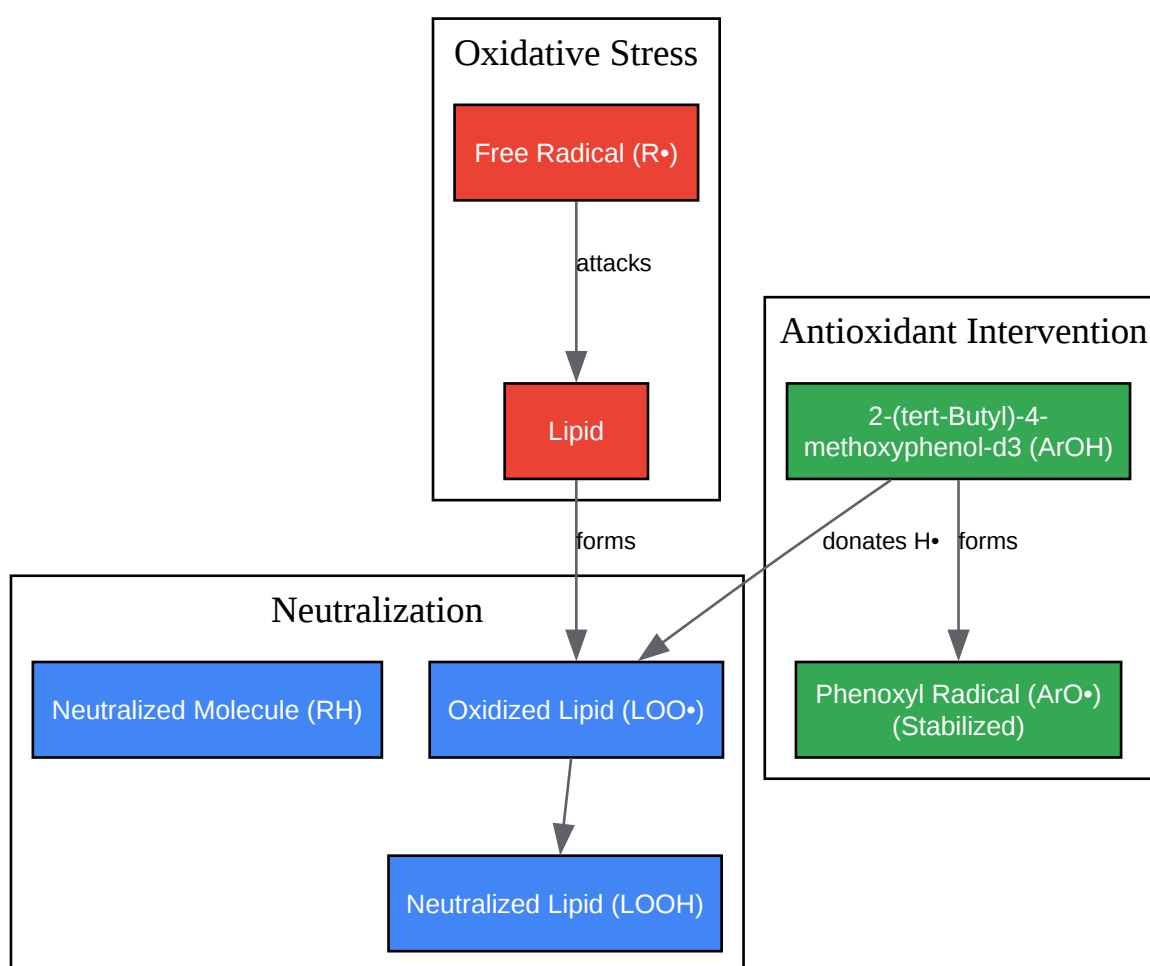 Oxidative Stress
Free Radical (R•)
attacks
Lipid
Antioxidant Intervention
2-(tert-Butyl)-4-
methoxyphenol-d3 (ArOH)
forms
donates H•
forms
Neutralization
Neutralized Molecule (RH)
Oxidized Lipid (LOO•)
Phenoxyl Radical (ArO•)
(Stabilized)
Neutralized Lipid (LOOH)